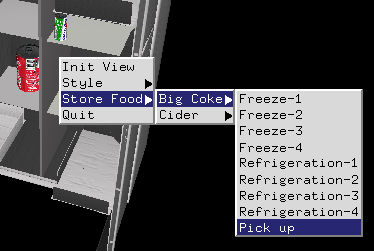 Init View
Style
Store Food
Quit
Big Coke
Cider
Freeze-1
Freeze-2
Freeze-3
Freeze-4
Refrigeration-1
Refrigeration-2
Refrigeration-3
Refrigeration-4
Pick up